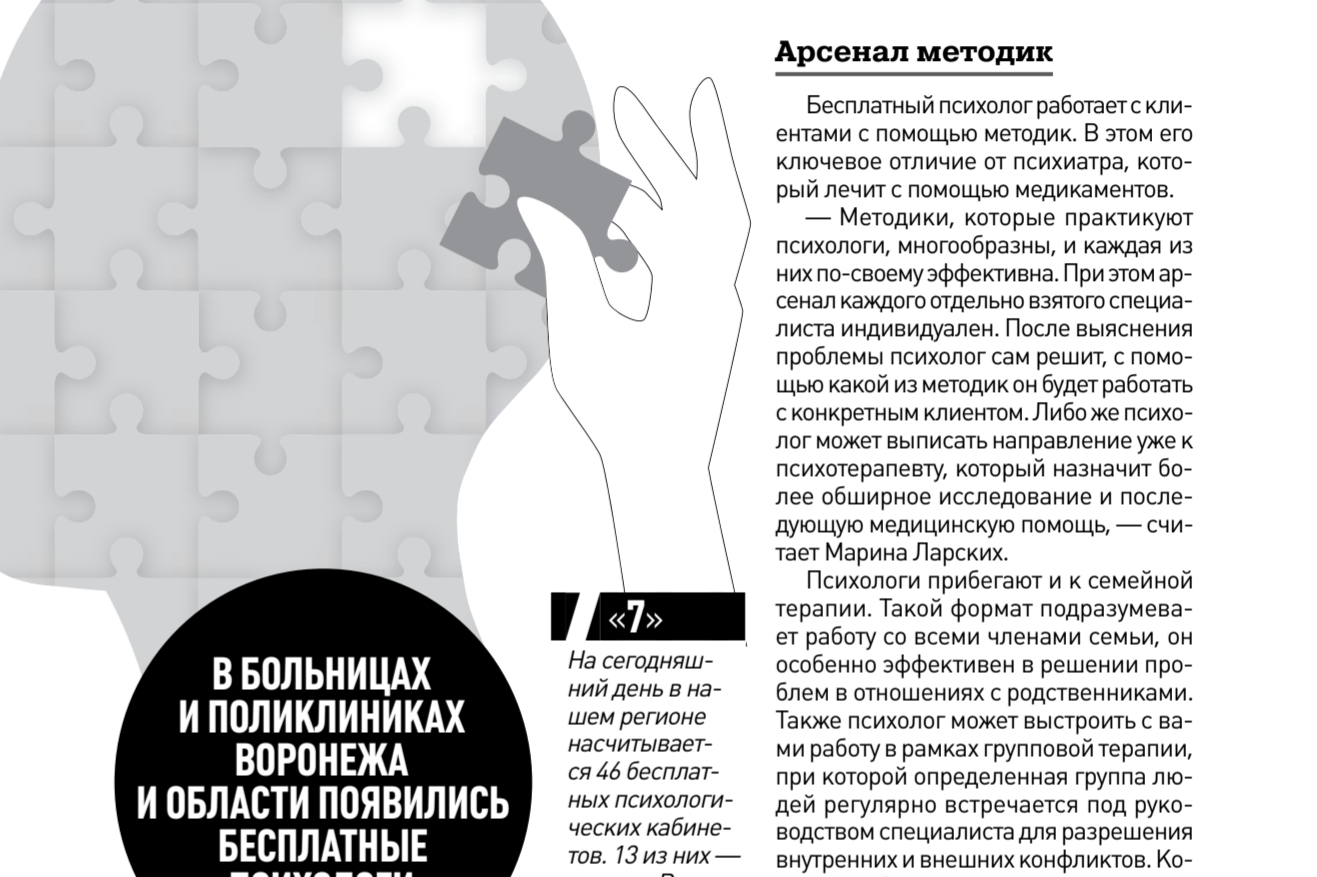 Арсенал методик
Бесплатный психолог работает с кли-
ентами с помощью методик. В этом его
ключевое отличие от психиатра, кото-
рый лечит с помощью медикаментов.
— Методики, которые практикуют
психологи, многообразны, и каждая из
них по-своему эффективна. При этом ар-
сенал каждого отдельно взятого специа-
листа индивидуален. После выяснения
проблемы психолог сам решит, с помо-
щью какой из методик он будет работать
с конкретным клиентом. Либо же психо-
лог может выписать направление уже к
психотерапевту, который назначит бо-
лее обширное исследование и после-
дующую медицинскую помощь, — счи-
тает Марина Ларских.
Психологи прибегают и к семейной
терапии. Такой формат подразумева-
ет работу со всеми членами семьи, он
особенно эффективен в решении про-
блем в отношениях с родственниками.
Также психолог может выстроить с ва-
ми работу в рамках групповой терапии,
при которой определенная группа лю-
дей регулярно встречается под руко-
водством специалиста для разрешения
внутренних и внешних конфликтов. Ко-
«7»
На сегодняш-
ний день в на-
шем регионе
насчитывает-
ся 46 бесплат-
ных психологи-
ческих кабине-
тов. 13 из них —
В БОЛЬНИЦАХ
И ПОЛИКЛИНИКАХ
ВОРОНЕЖА
И ОБЛАСТИ ПОЯВИЛИСЬ
БЕСПЛАТНЫЕ
ПСИХОЛОГИ